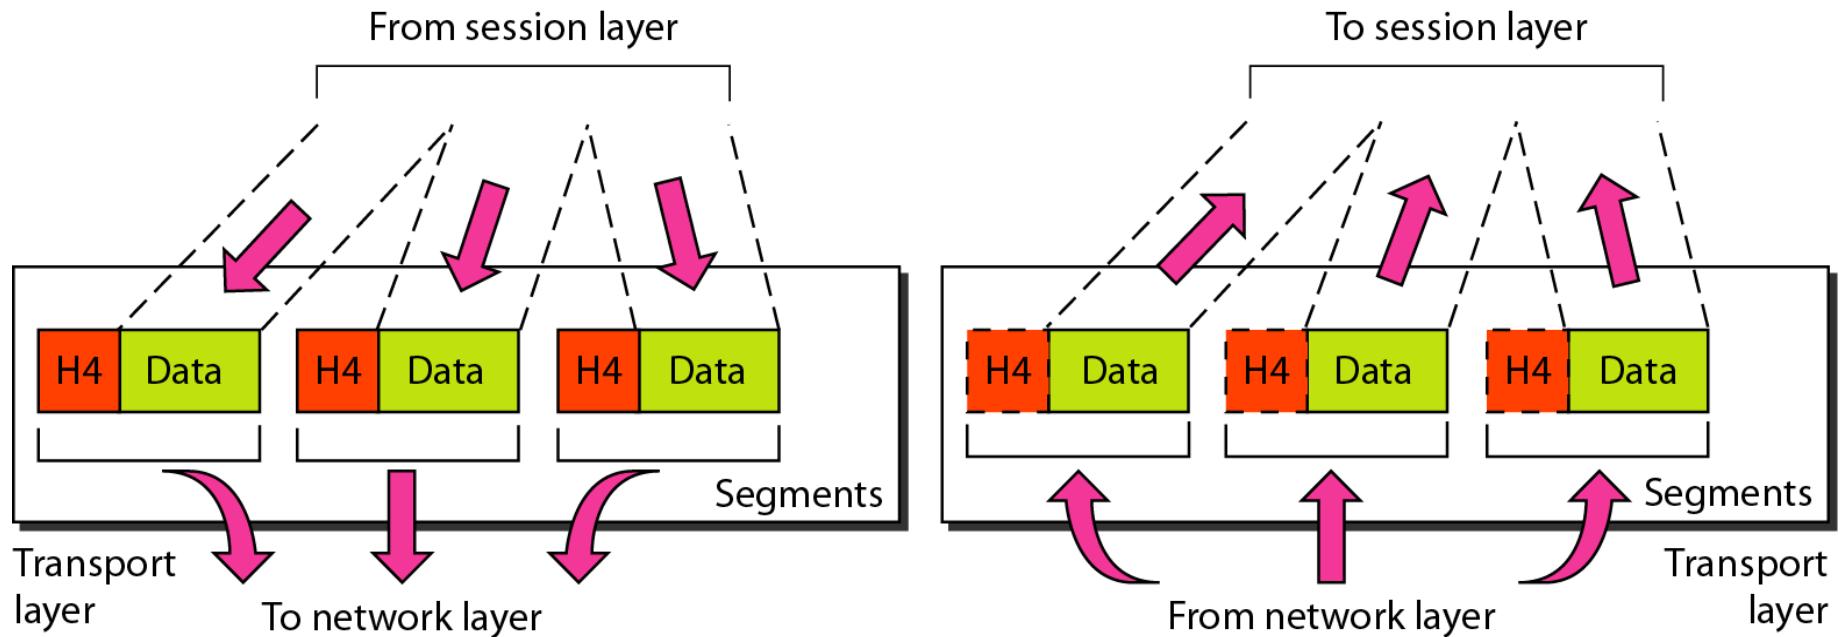 From session layer
H4 Data H4 Data H4 Data
Segments
Transport
layer
To network layer
To session layer
H4 Data H4 Data H4 Data
Segments
Transport
layer
From network layer